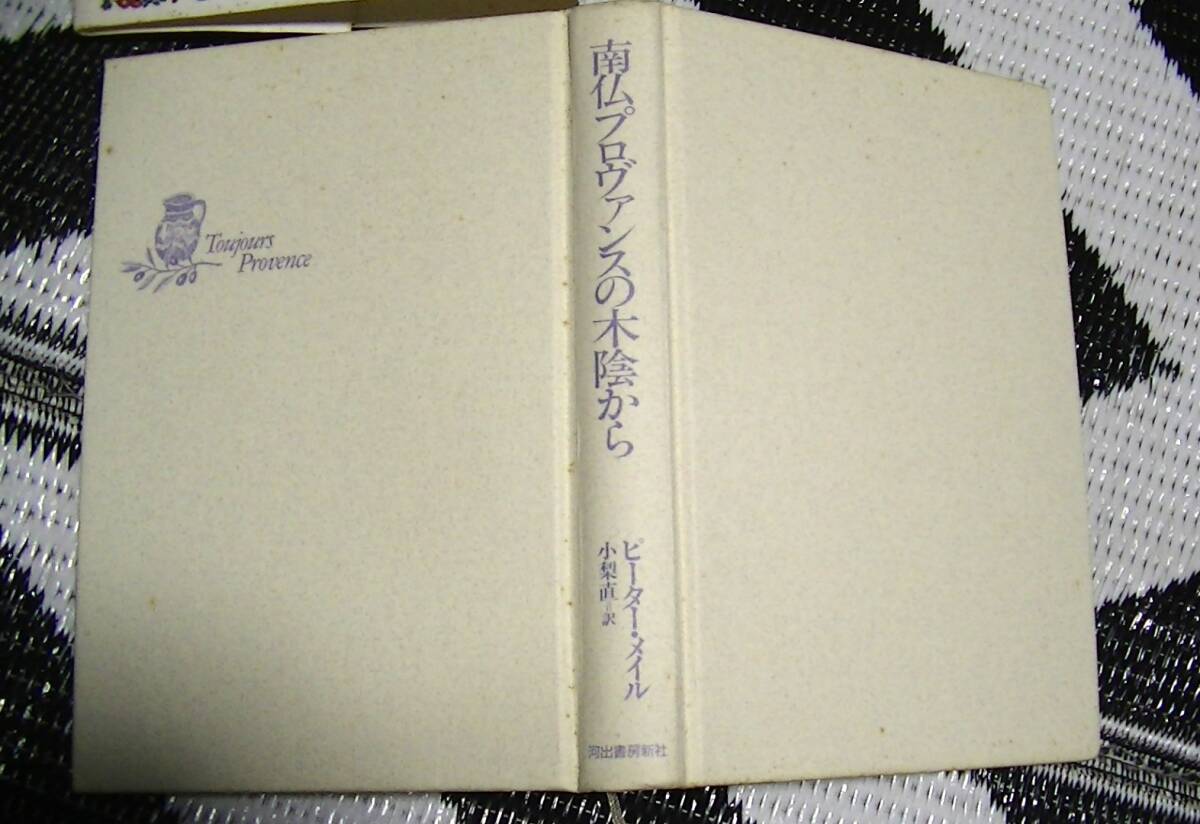 Toujours
Provence
南仏プロヴァンスの木陰から
ピーター・メイル
小梨直=訳
河出書房新社